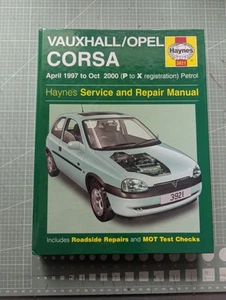 VAUXHALL/OPEL
CORSA
Haynes
3921
April 1997 to Oct 2000 (P to X registration) Petrol
Haynes Service and Repair Manual
3921
Includes Roadside Repairs and MOT Test Checks